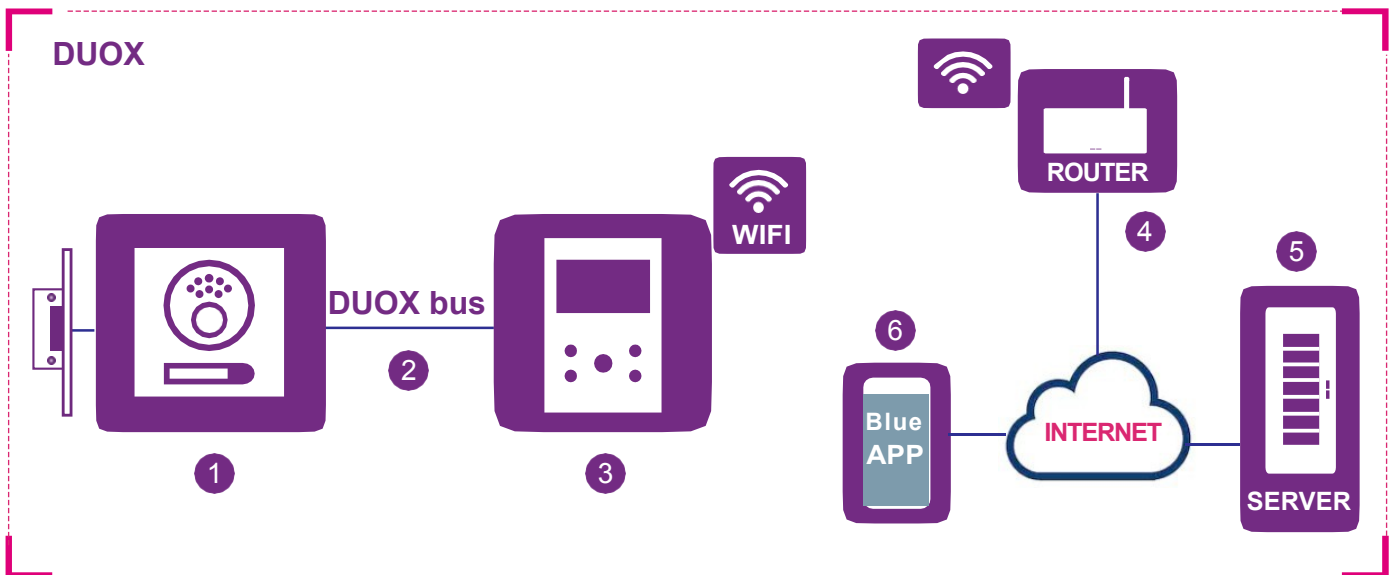 DUOX
ROUTER
WIFI
4
5
DUOX bus
6
2
Blue
APP
INTERNET
1
3
SERVER